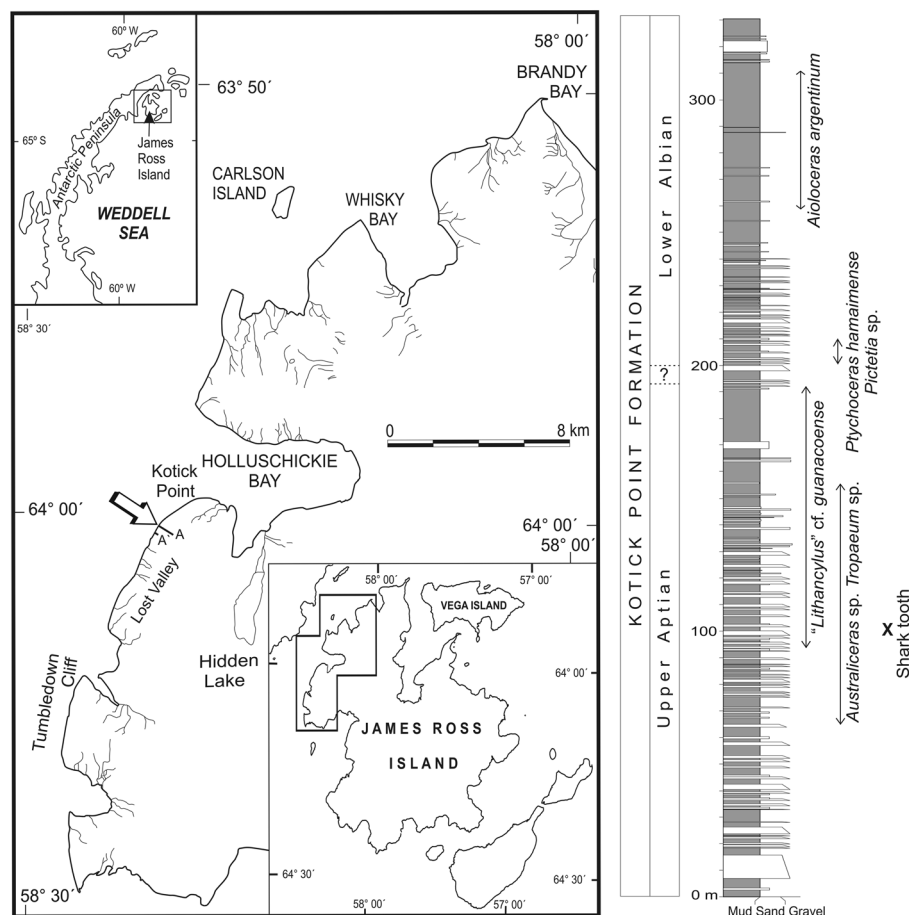 60° W
65° S
Antarctic Peninsula
James
Ross
Island
WEDDELL
SEA
60° W
58° 30´
58° 00´
63° 50´
BRANDY
BAY
CARLSON
ISLAND
WHISKY
BAY
0 8 km
HOLLUSCHICKIE
BAY
Kotick
Point
64° 00´
A A
Lost Valley
64° 00´
58° 00´
Hidden
Lake
Tumbledown
Cliff
58° 30´
58° 00´
57° 00´
VEGA ISLAND
64° 00´
JAMES ROSS
ISLAND
64° 30´
64° 30´
58° 00´
57° 00´
KOTICK POINT FORMATION
Lower Albian
?
Upper Aptian
300
200
100
0 m
Mud Sand Gravel
Aioloceras argentinum
Ptychoceras hamaimense
Pictetia sp.
"Lithancylus" cf. guanacoense
Australiceras sp. Tropaeum sp.
X
Shark tooth